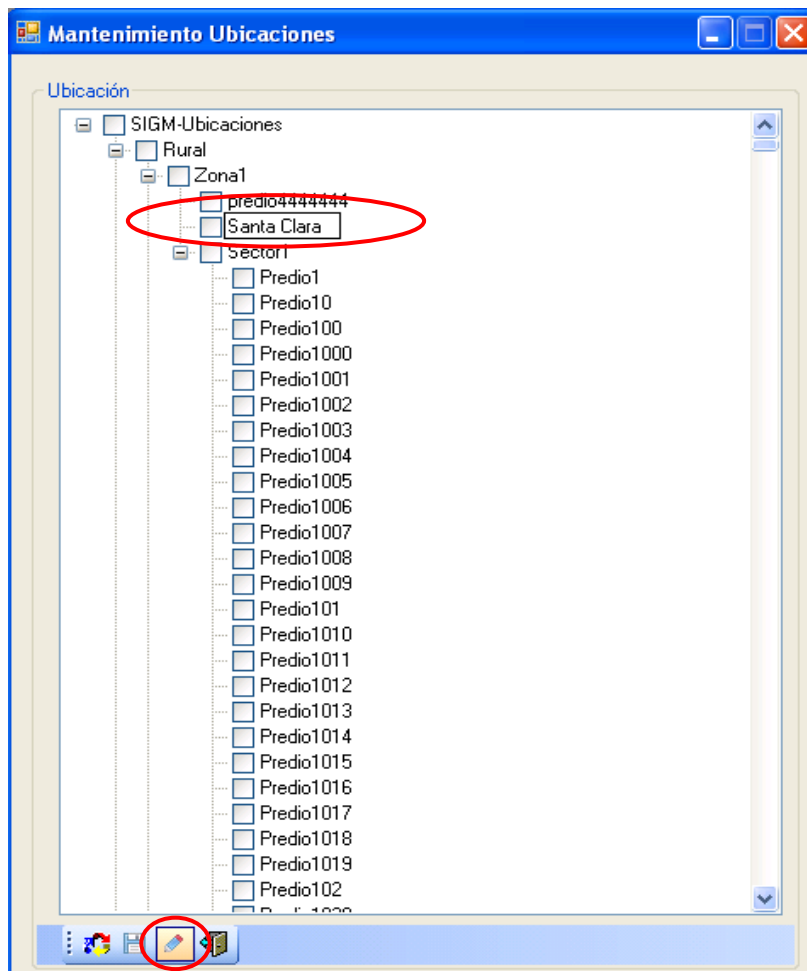 Mantenimiento Ubicaciones
Ubicación
SIGM-Ubicaciones
Rural
Zona1
predio4444444
Santa Clara
Sector1
Predio1
Predio10
Predio100
Predio1000
Predio1001
Predio1002
Predio1003
Predio1004
Predio1005
Predio1006
Predio1007
Predio1008
Predio1009
Predio101
Predio1010
Predio1011
Predio1012
Predio1013
Predio1014
Predio1015
Predio1016
Predio1017
Predio1018
Predio1019
Predio102